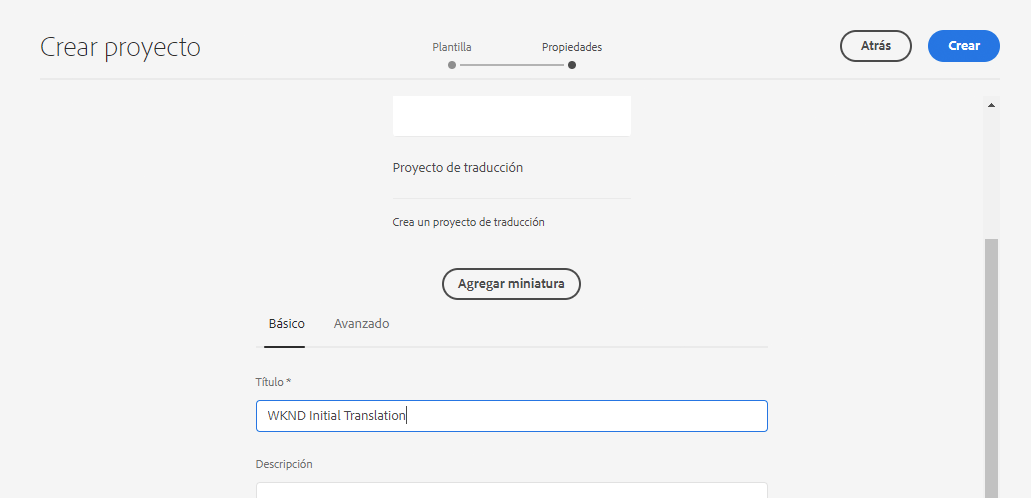 Crear proyecto
Plantilla
Propiedades
Atrás
Crear
Proyecto de traducción
Crea un proyecto de traducción
Agregar miniatura
Básico
Avanzado
Título *
WKND Initial Translation
Descripción